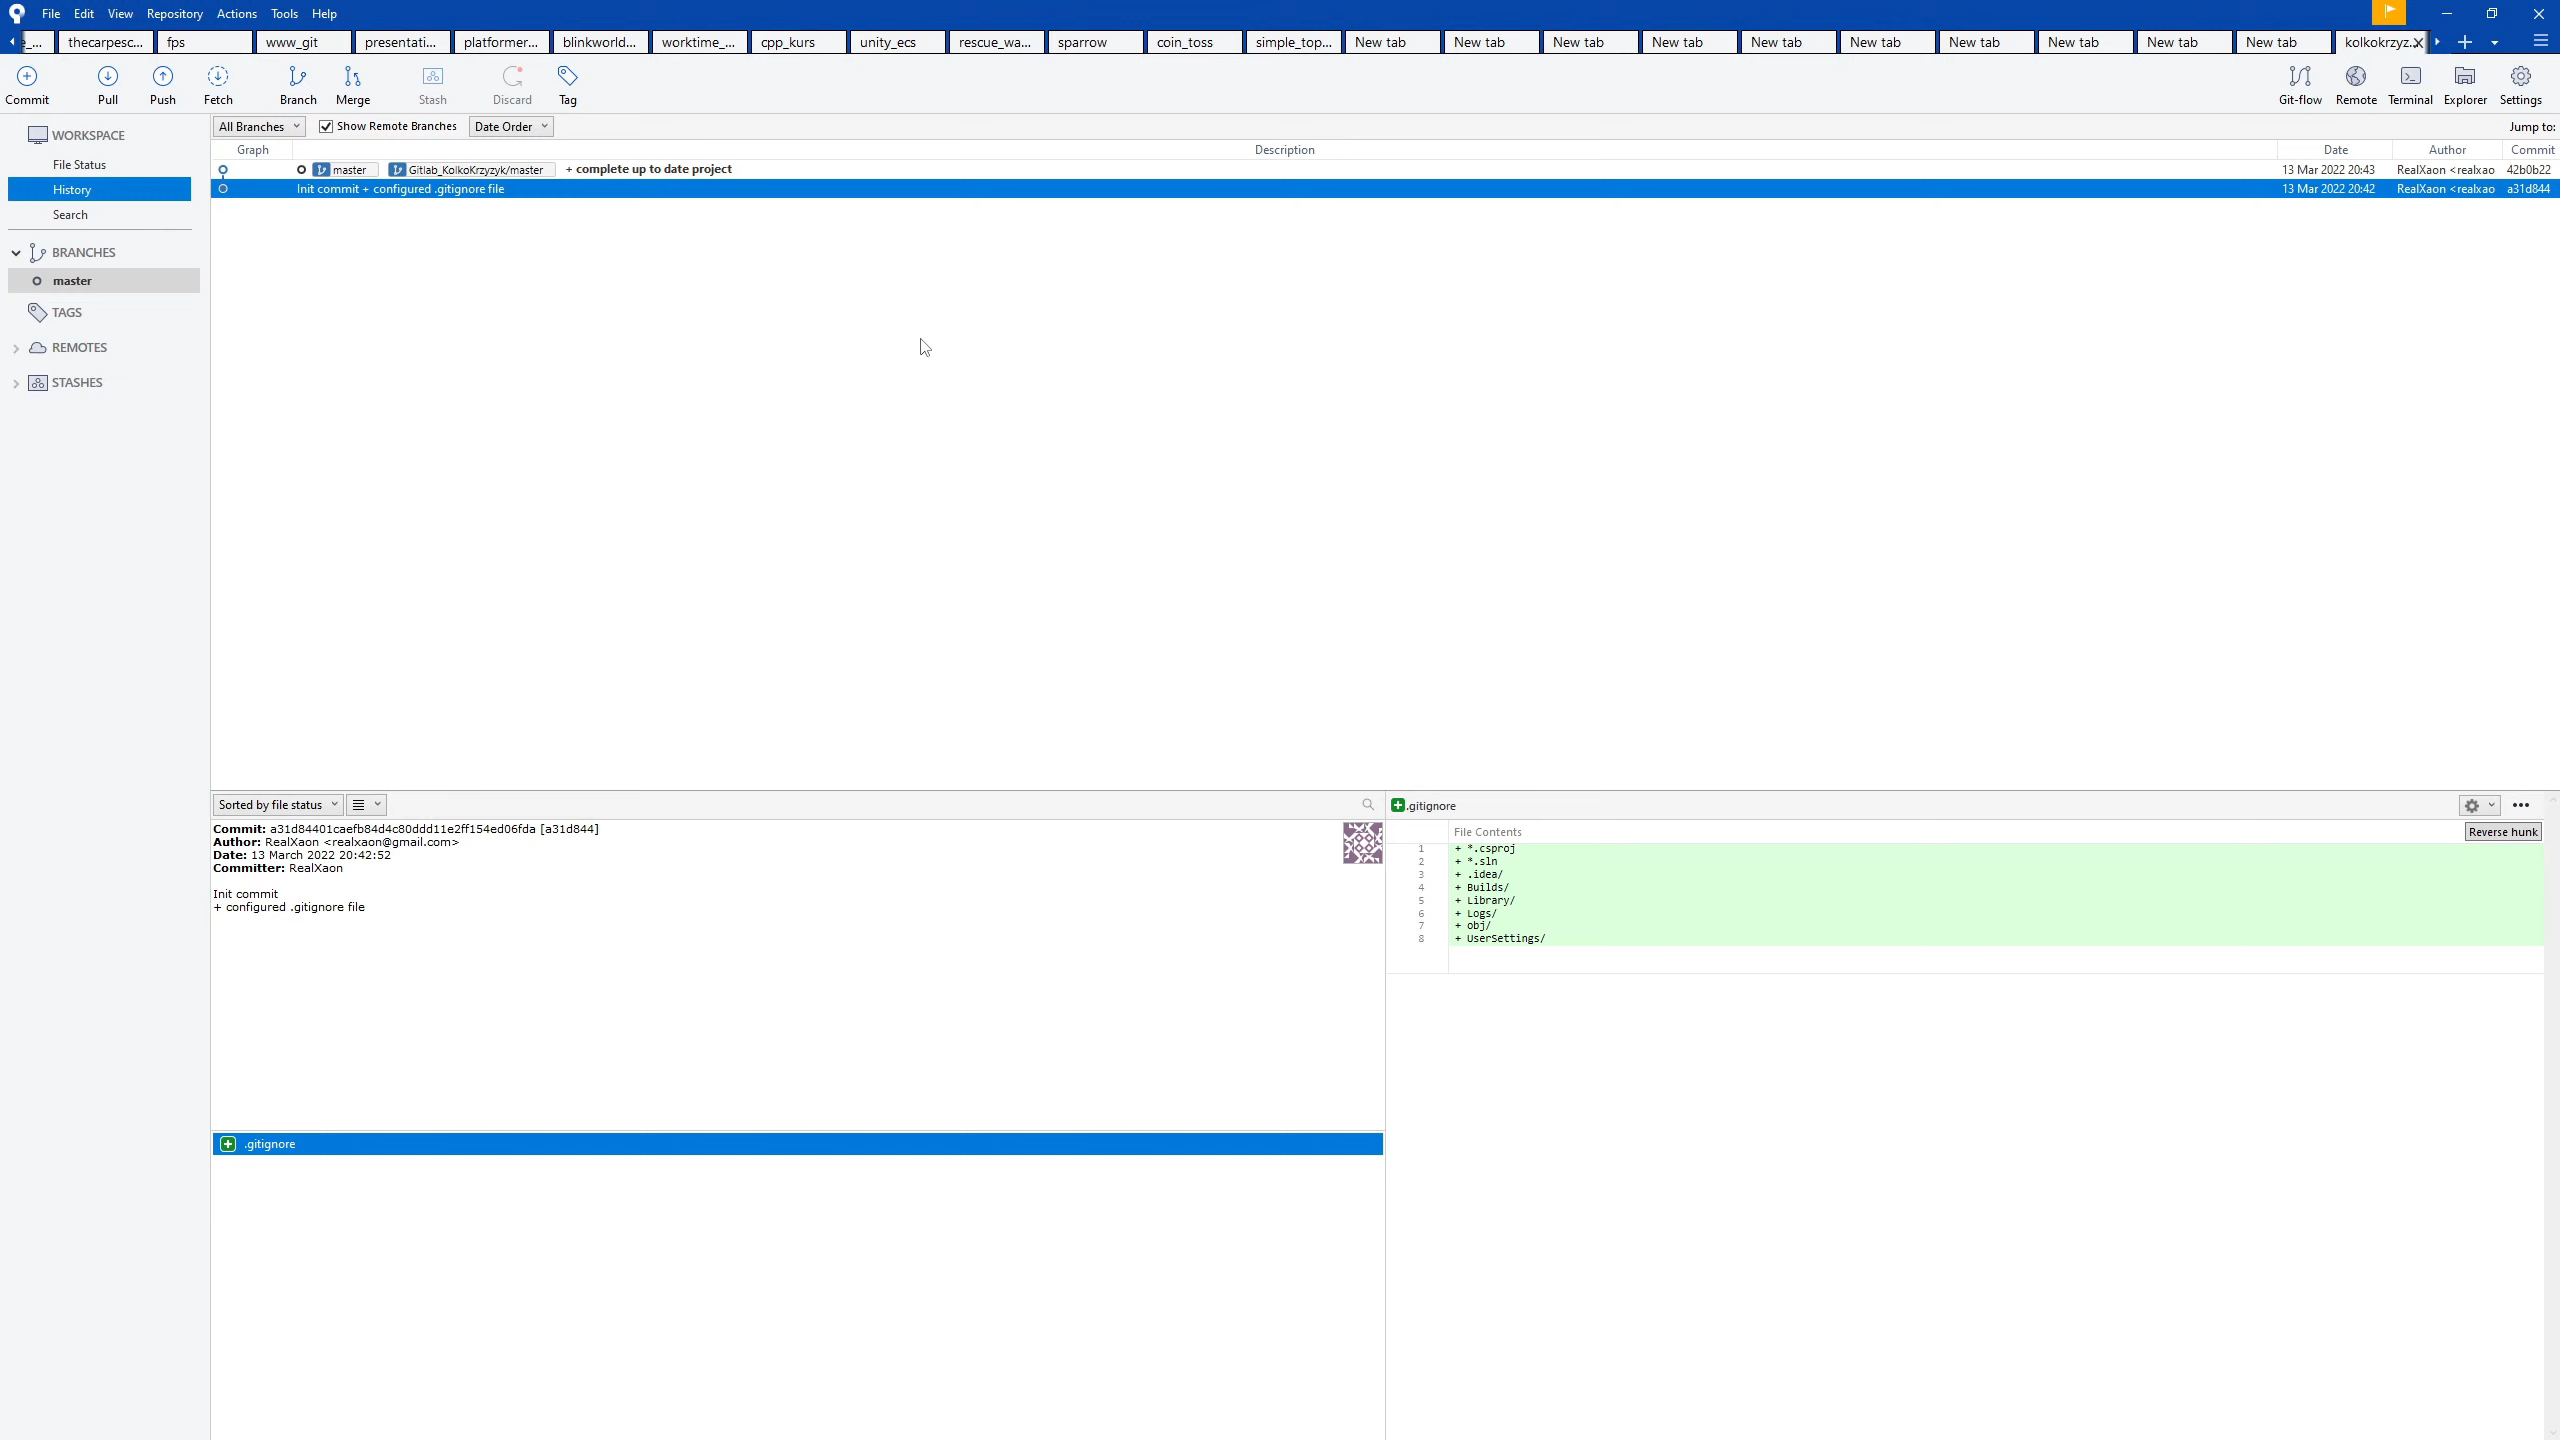 File Edit View Repository Actions Tools Help
e_... thecarpesc... fps www_git presentati... platformer... blinkworld... worktime_... cpp_kurs unity_ecs rescue_wa... sparrow coin_toss simple_top... New tab New tab New tab New tab New tab New tab New tab New tab New tab New tab kolkokrzyz...
Commit Pull Push Fetch Branch Merge Stash Discard Tag Git-flow Remote Terminal Explorer Settings
All Branches Show Remote Branches Date Order Jump to:
WORKSPACE
File Status
History
Search
BRANCHES
master
TAGS
REMOTES
STASHES
Graph Description Date Author Commit
master Gitlab_KolkoKrzyzyk/master + complete up to date project 13 Mar 2022 20:43 RealXaon <realxao 42b0b22
Init commit + configured .gitignore file 13 Mar 2022 20:42 RealXaon <realxao a31d844
Sorted by file status
Commit: a31d84401caefb84d4c80ddd11e2ff154ed06fda [a31d844]
Author: RealXaon <realxaon@gmail.com>
Date: 13 March 2022 20:42:52
Committer: RealXaon
Init commit
+ configured .gitignore file
.gitignore
.gitignore
File Contents Reverse hunk
1 + *.csproj
2 + *.sln
3 + .idea/
4 + Builds/
5 + Library/
6 + Logs/
7 + obj/
8 + UserSettings/